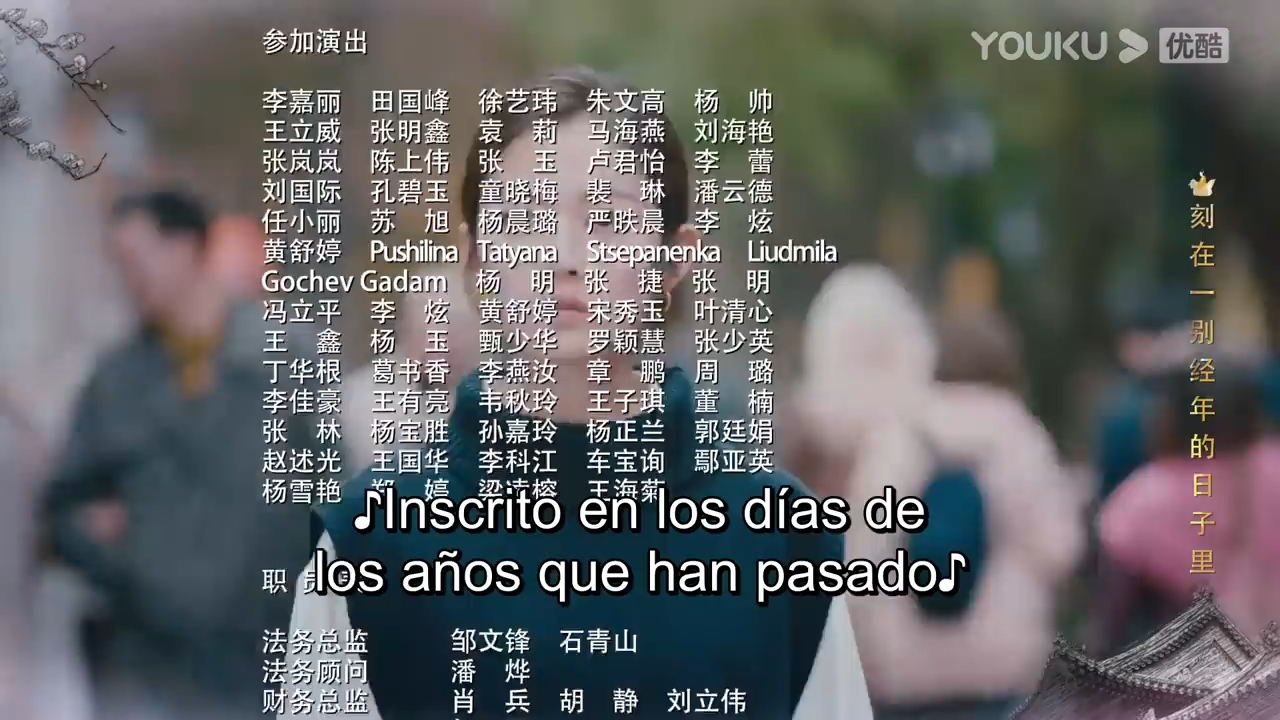 参加演出
YOUKU 优酷
李嘉丽 田国峰 徐艺玮 朱文高 杨 帅
王立威 张明鑫 袁 莉 马海燕 刘海艳
张岚岚 陈上伟 张 玉 卢君怡 李 蕾
刘国际 孔碧玉 童晓梅 裴 琳 潘云德
任小丽 苏 旭 杨晨璐 严昳晨 李 炫
黄舒婷 Pushilina Tatyana Stsepanenka Liudmila
Gochev Gadam 杨 明 张 捷 张 明
冯立平 李 炫 黄舒婷 宋秀玉 叶清心
王 鑫 杨 玉 甄少华 罗颖慧 张少英
丁华根 葛书香 李燕汝 章 鹏 周 璐
李佳豪 王有亮 韦秋玲 王子琪 董 楠
张 林 杨宝胜 孙嘉玲 杨正兰 郭廷娟
赵述光 王国华 李科江 车宝询 鄢亚英
杨雪艳 郑 婷 梁凌榕 王海菊
♪Inscrito en los días de
los años que han pasado♪
职
法务总监 邹文锋 石青山
法务顾问 潘 烨
财务总监 肖 兵 胡 静 刘立伟
刻在一别经年的日子里